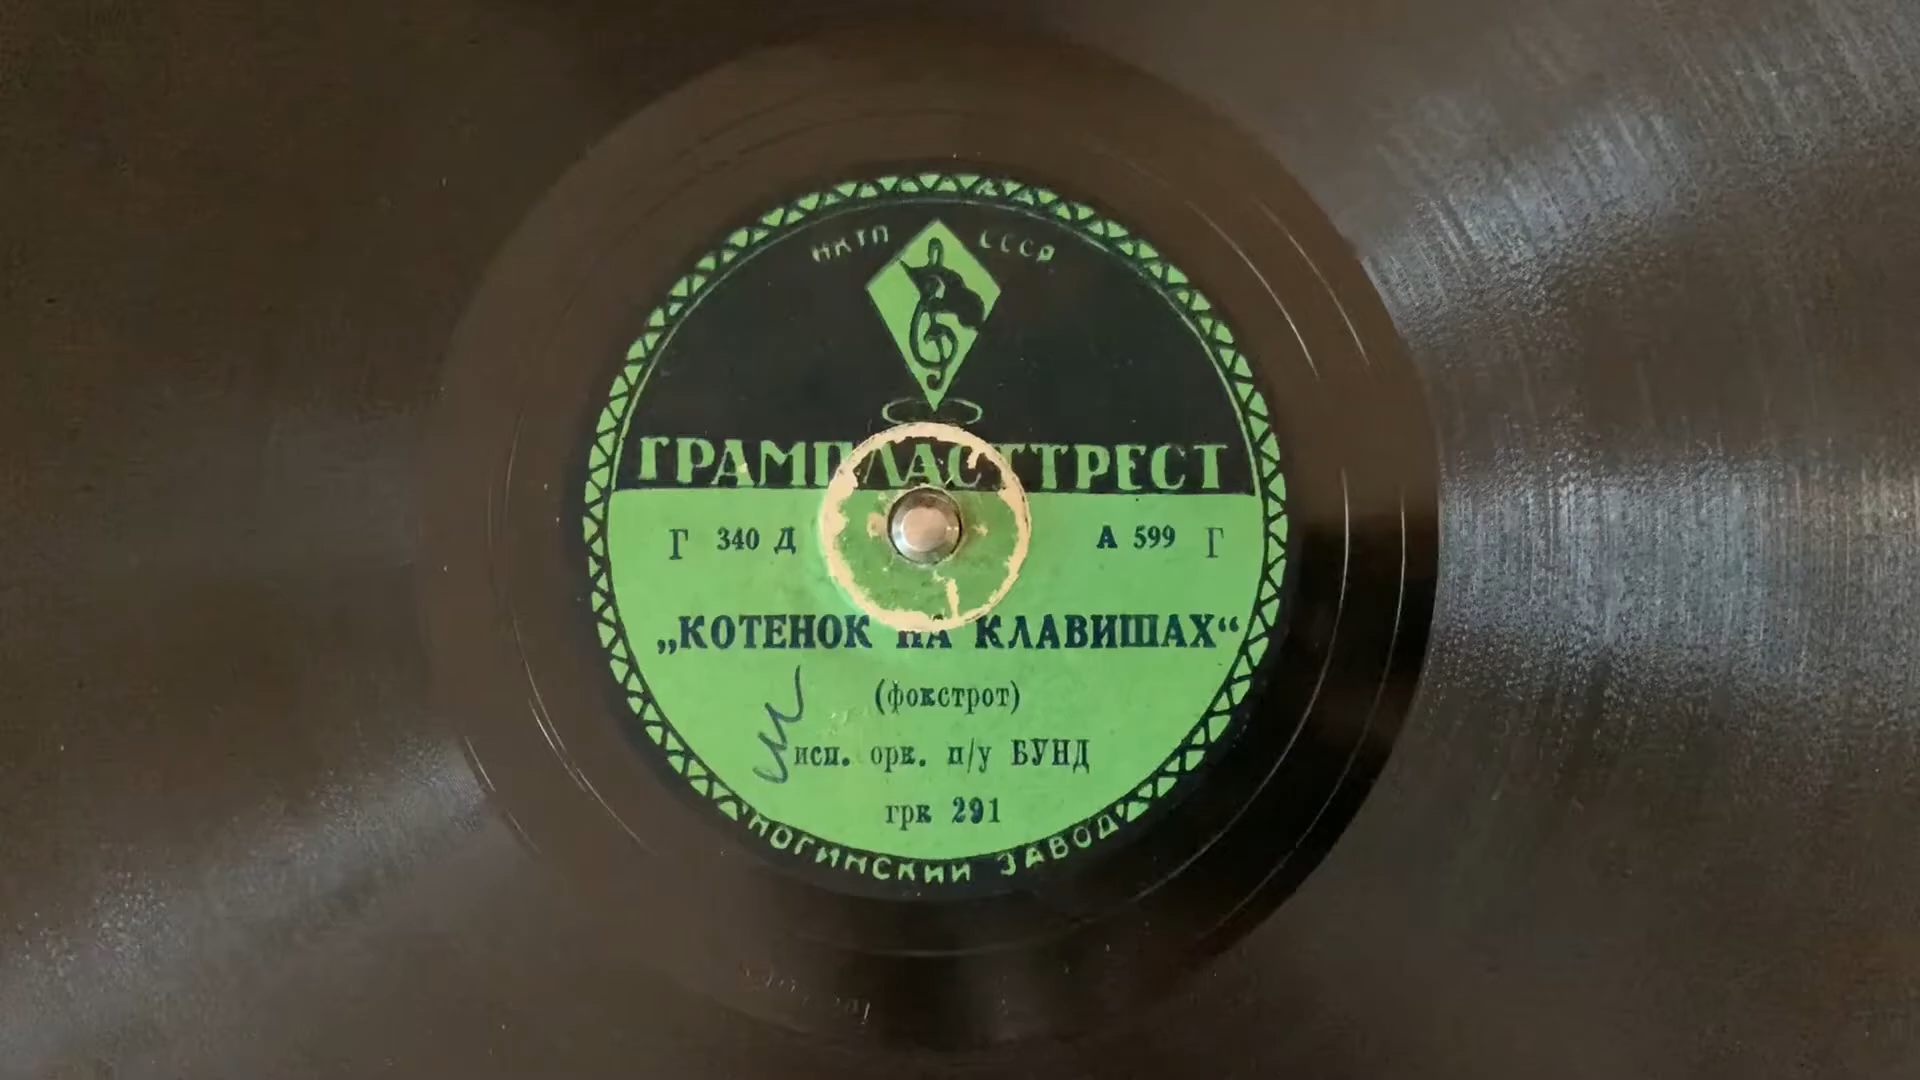 НКТП СССР
ГРАМПЛАСТТРЕСТ
Г 340 Д А 599 Г
„КОТЕНОК НА КЛАВИШАХ“
(фокстрот)
исп. орк. п/у БУНД
грк 291
НОГИНСКИЙ ЗАВОД